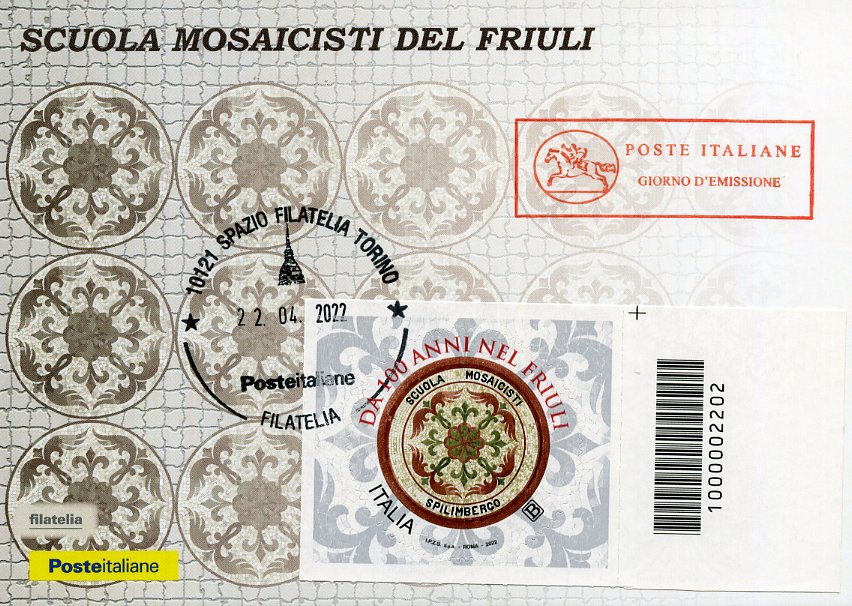 SCUOLA MOSAICISTI DEL FRIULI
POSTE ITALIANE
GIORNO D'EMISSIONE
10121 SPAZIO FILATELIA TORINO
22. 04. 2022
Posteitaliane
FILATELIA
DA 100 ANNI NEL FRIULI
SCUOLA MOSAICISTI
SPILIMBERGO
ITALIA
B
I.P.Z.S. S.p.A. - ROMA - 2022
1000002202
filatelia
Posteitaliane